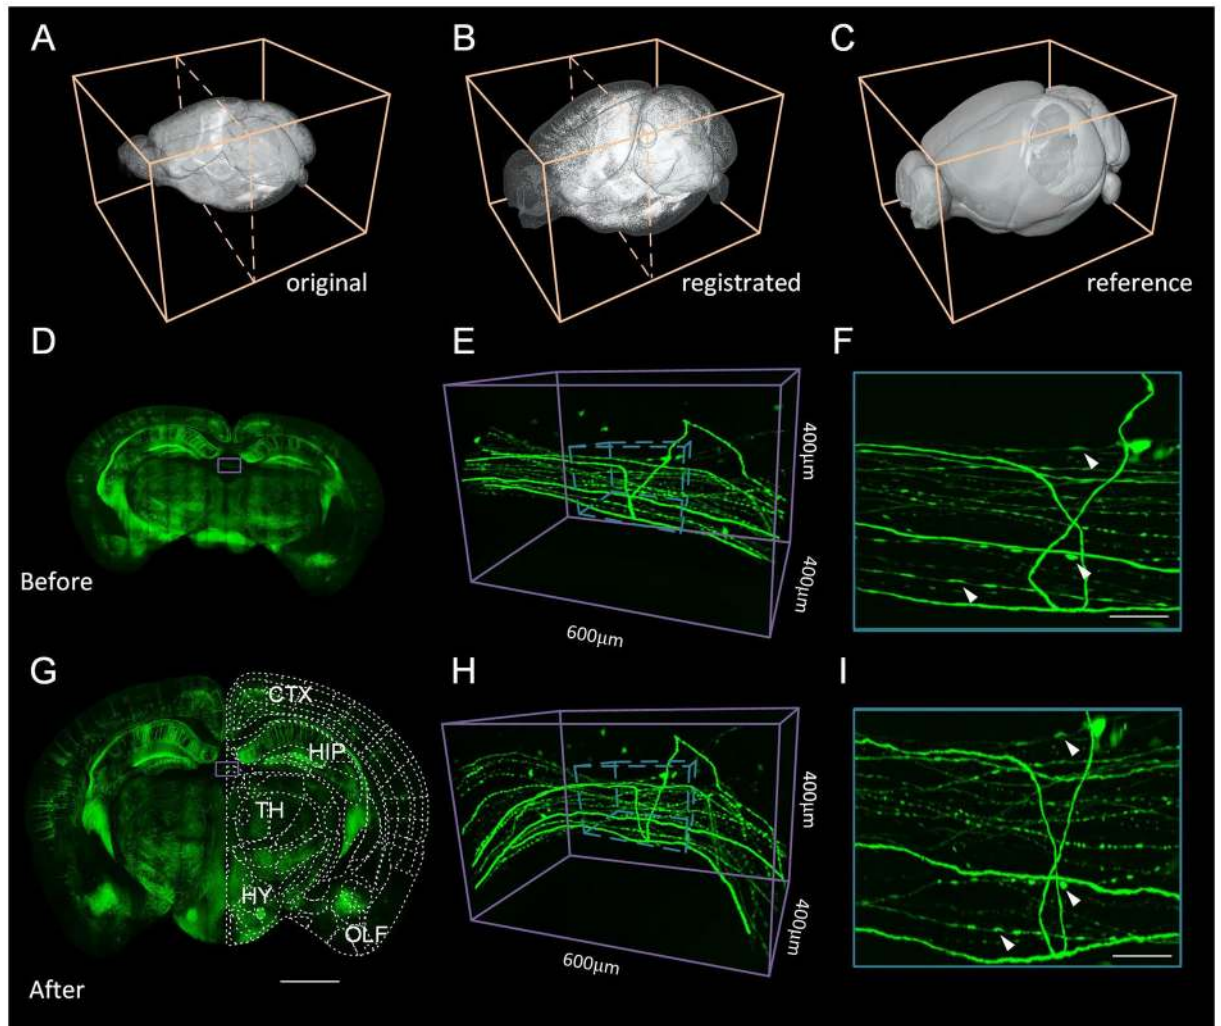 A
B
C
original
registrated
reference
D
E
F
400µm
400µm
600µm
Before
G
H
I
CTX
HIP
TH
HY
OLF
400µm
400µm
600µm
After